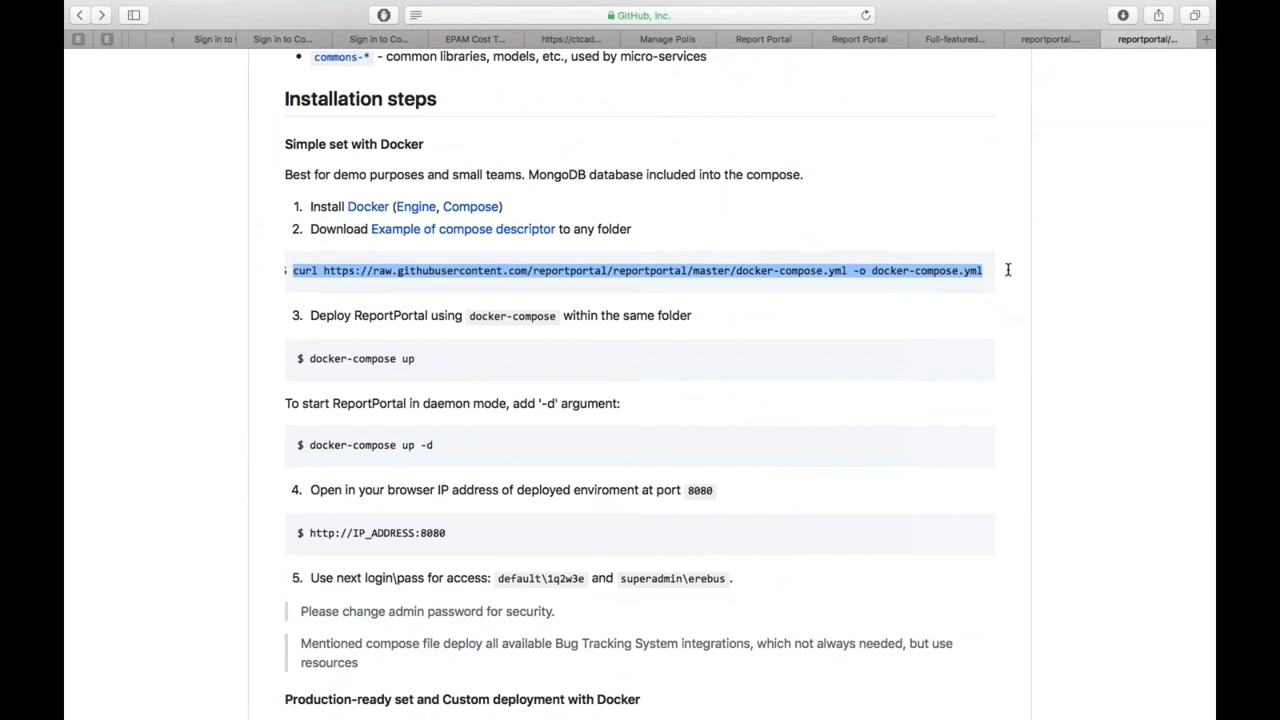 GitHub, Inc.
E
E
Sign in to
Sign in to Co...
Sign in to Co...
EPAM Cost T...
https://ctcad...
Manage Polls
Report Portal
Report Portal
Full-featured...
reportportal....
reportportal/...
commons-* - common libraries, models, etc., used by micro-services
Installation steps
Simple set with Docker
Best for demo purposes and small teams. MongoDB database included into the compose.
1. Install Docker (Engine, Compose)
2. Download Example of compose descriptor to any folder
$ curl https://raw.githubusercontent.com/reportportal/reportportal/master/docker-compose.yml -o docker-compose.yml
3. Deploy ReportPortal using docker-compose within the same folder
$ docker-compose up
To start ReportPortal in daemon mode, add '-d' argument:
$ docker-compose up -d
4. Open in your browser IP address of deployed enviroment at port 8080
$ http://IP_ADDRESS:8080
5. Use next login\pass for access: default\1q2w3e and superadmin\erebus.
Please change admin password for security.
Mentioned compose file deploy all available Bug Tracking System integrations, which not always needed, but use
resources
Production-ready set and Custom deployment with Docker